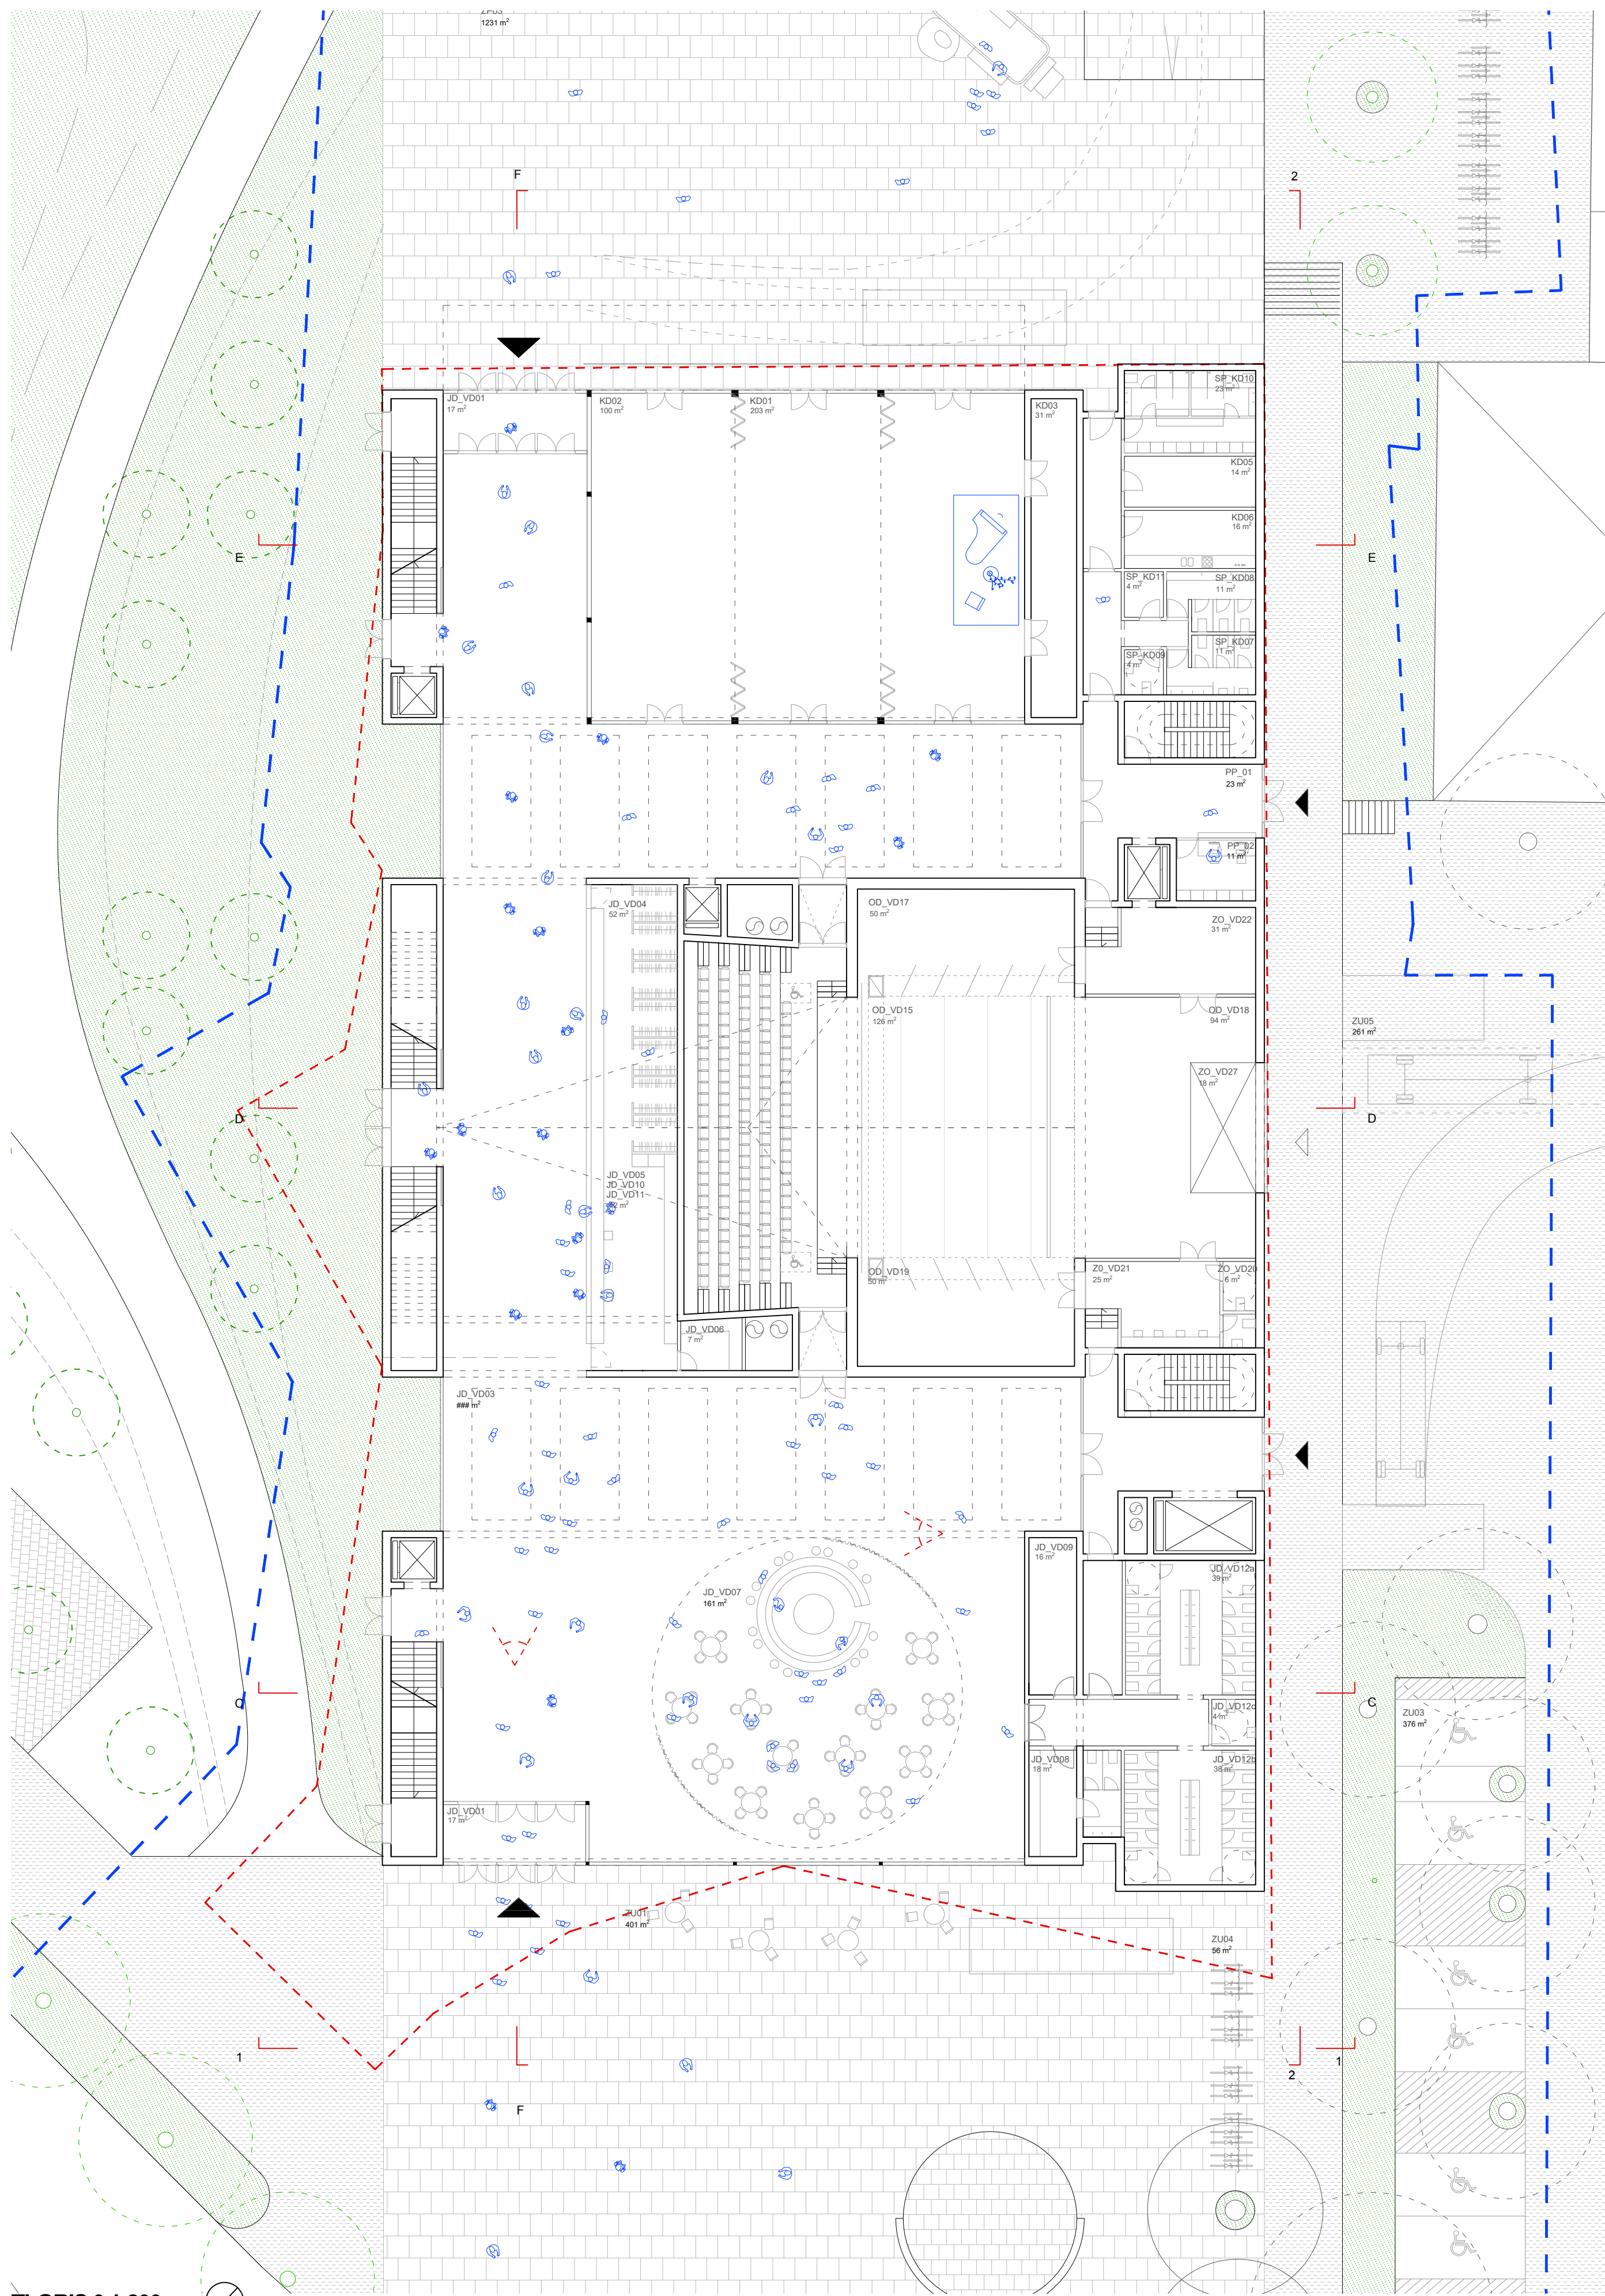 1231 m²
F
2
JD_VD01
17 m²
KD02
100 m²
KD01
203 m²
KD03
31 m²
SP_KD10
23 m²
KD05
14 m²
KD06
16 m²
E
E
SP_KD11
4 m²
SP_KD08
11 m²
SP_KD07
11 m²
SP_KD09
4 m²
PP_01
23 m²
PP_02
11 m²
JD_VD04
52 m²
OD_VD17
50 m²
ZO_VD22
31 m²
OD_VD15
126 m²
OD_VD18
94 m²
ZU05
261 m²
ZO_VD27
18 m²
D
D
JD_VD05
JD_VD10
JD_VD11
OD_VD19
50 m²
Z0_VD21
25 m²
ZO_VD20
6 m²
JD_VD06
7 m²
JD_VD03
### m²
JD_VD09
16 m²
JD_VD12a
39 m²
JD_VD07
161 m²
C
C
JD_VD12c
4 m²
ZU03
376 m²
JD_VD08
18 m²
JD_VD12b
38 m²
JD_VD01
17 m²
ZU01
401 m²
ZU04
56 m²
1
1
2
F